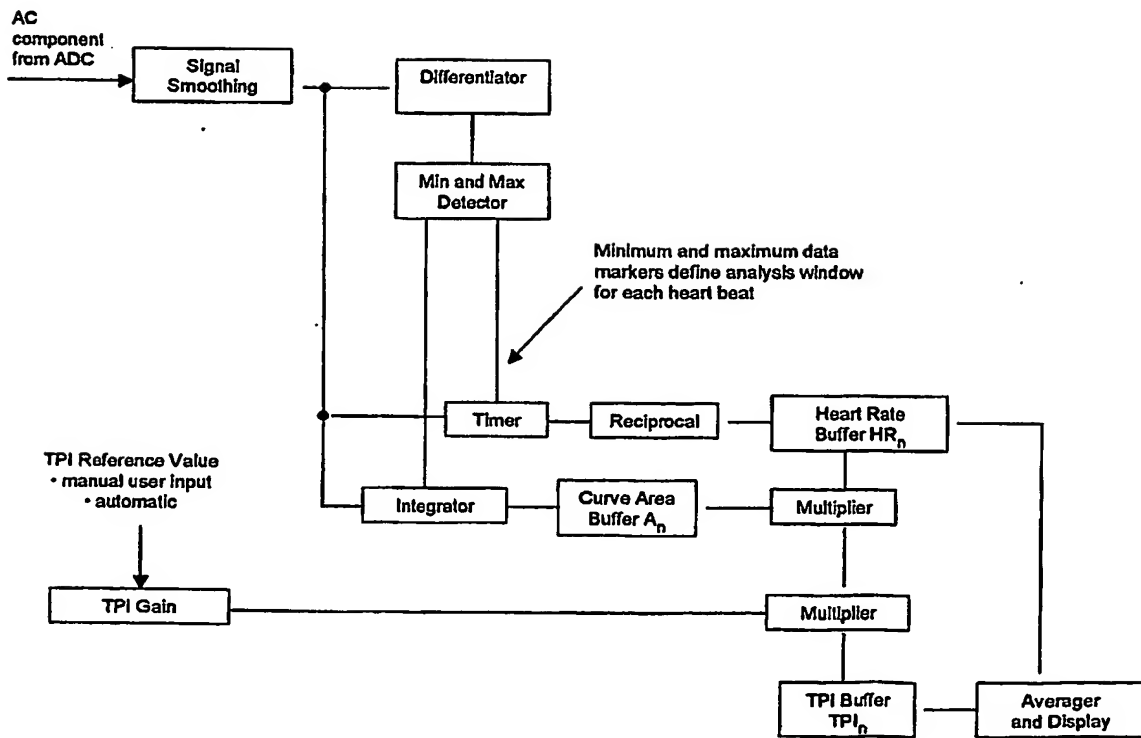 AC
component
from ADC
Signal
Smoothing
Differentiator
Min and Max
Detector
Minimum and maximum data
markers define analysis window
for each heart beat
Timer
Reciprocal
Heart Rate
Buffer HRn
TPI Reference Value
• manual user input
• automatic
Integrator
Curve Area
Buffer An
Multiplier
TPI Gain
Multiplier
TPI Buffer
TPIn
Averager
and Display